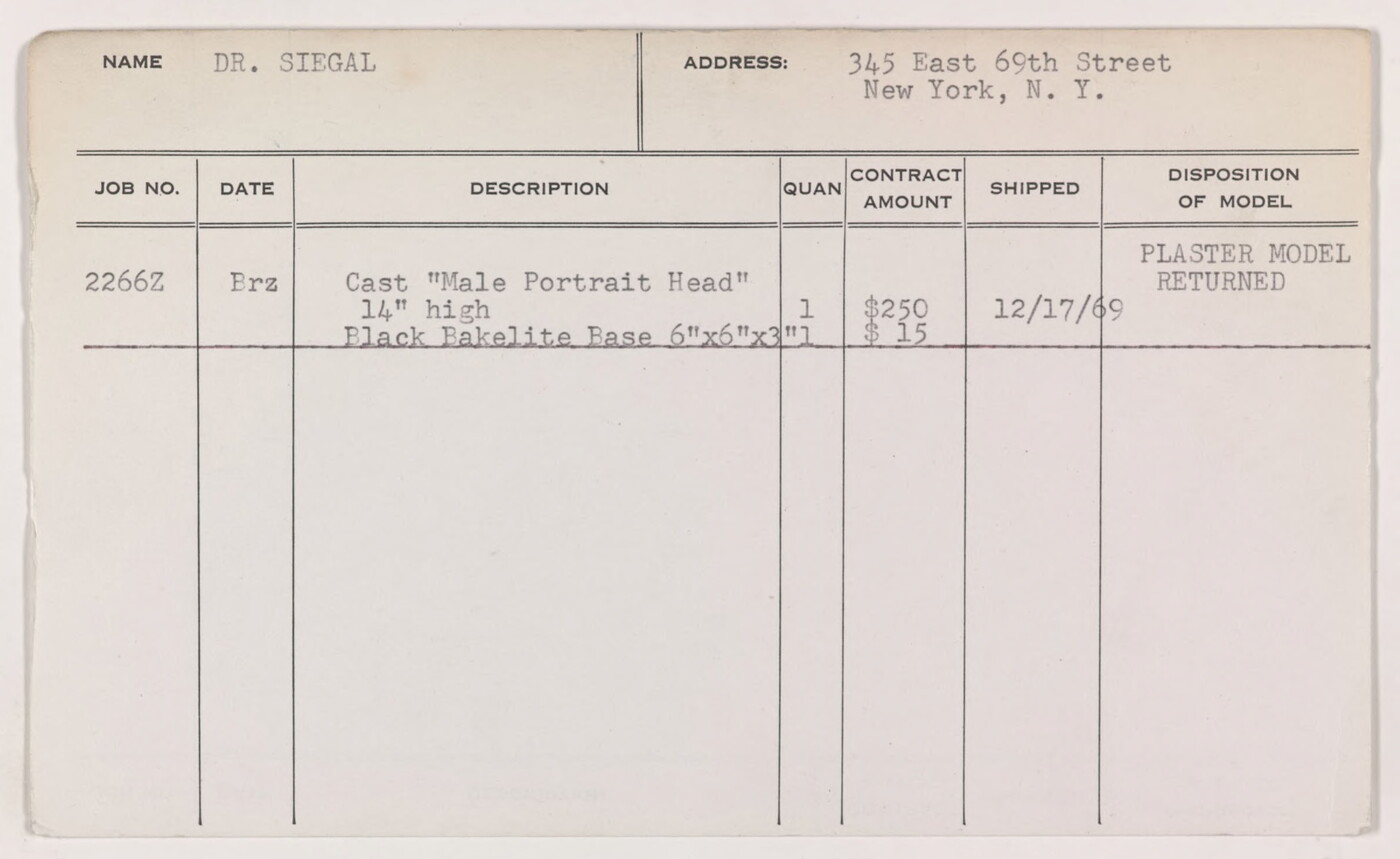 NAME DR. SIEGAL ADDRESS: 345 East 69th Street
New York, N. Y.
JOB NO. DATE DESCRIPTION QUAN CONTRACT AMOUNT SHIPPED DISPOSITION OF MODEL
PLASTER MODEL
2266Z Brz Cast "Male Portrait Head" RETURNED
14" high 1 $250 12/17/69
Black Bakelite Base 6"x6"x3" 1 $ 15